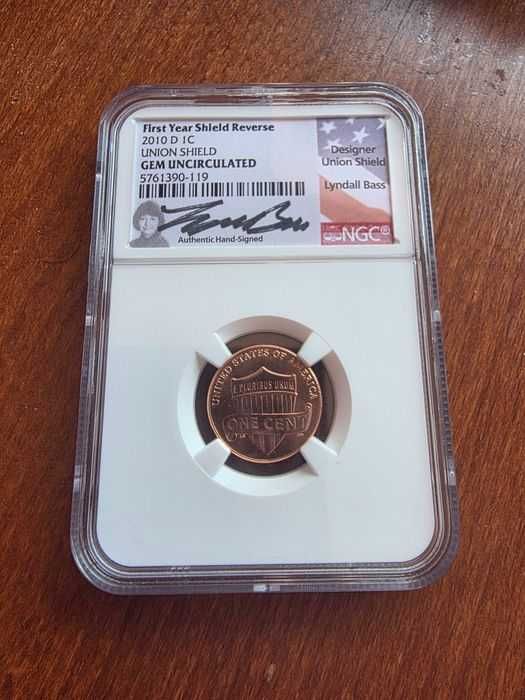 First Year Shield Reverse
2010 D 1C
UNION SHIELD
GEM UNCIRCULATED
5761390-119
Authentic Hand-Signed
Designer
Union Shield
Lyndall Bass
NGC®
UNITED STATES OF AMERICA
E PLURIBUS UNUM
ONE CENT